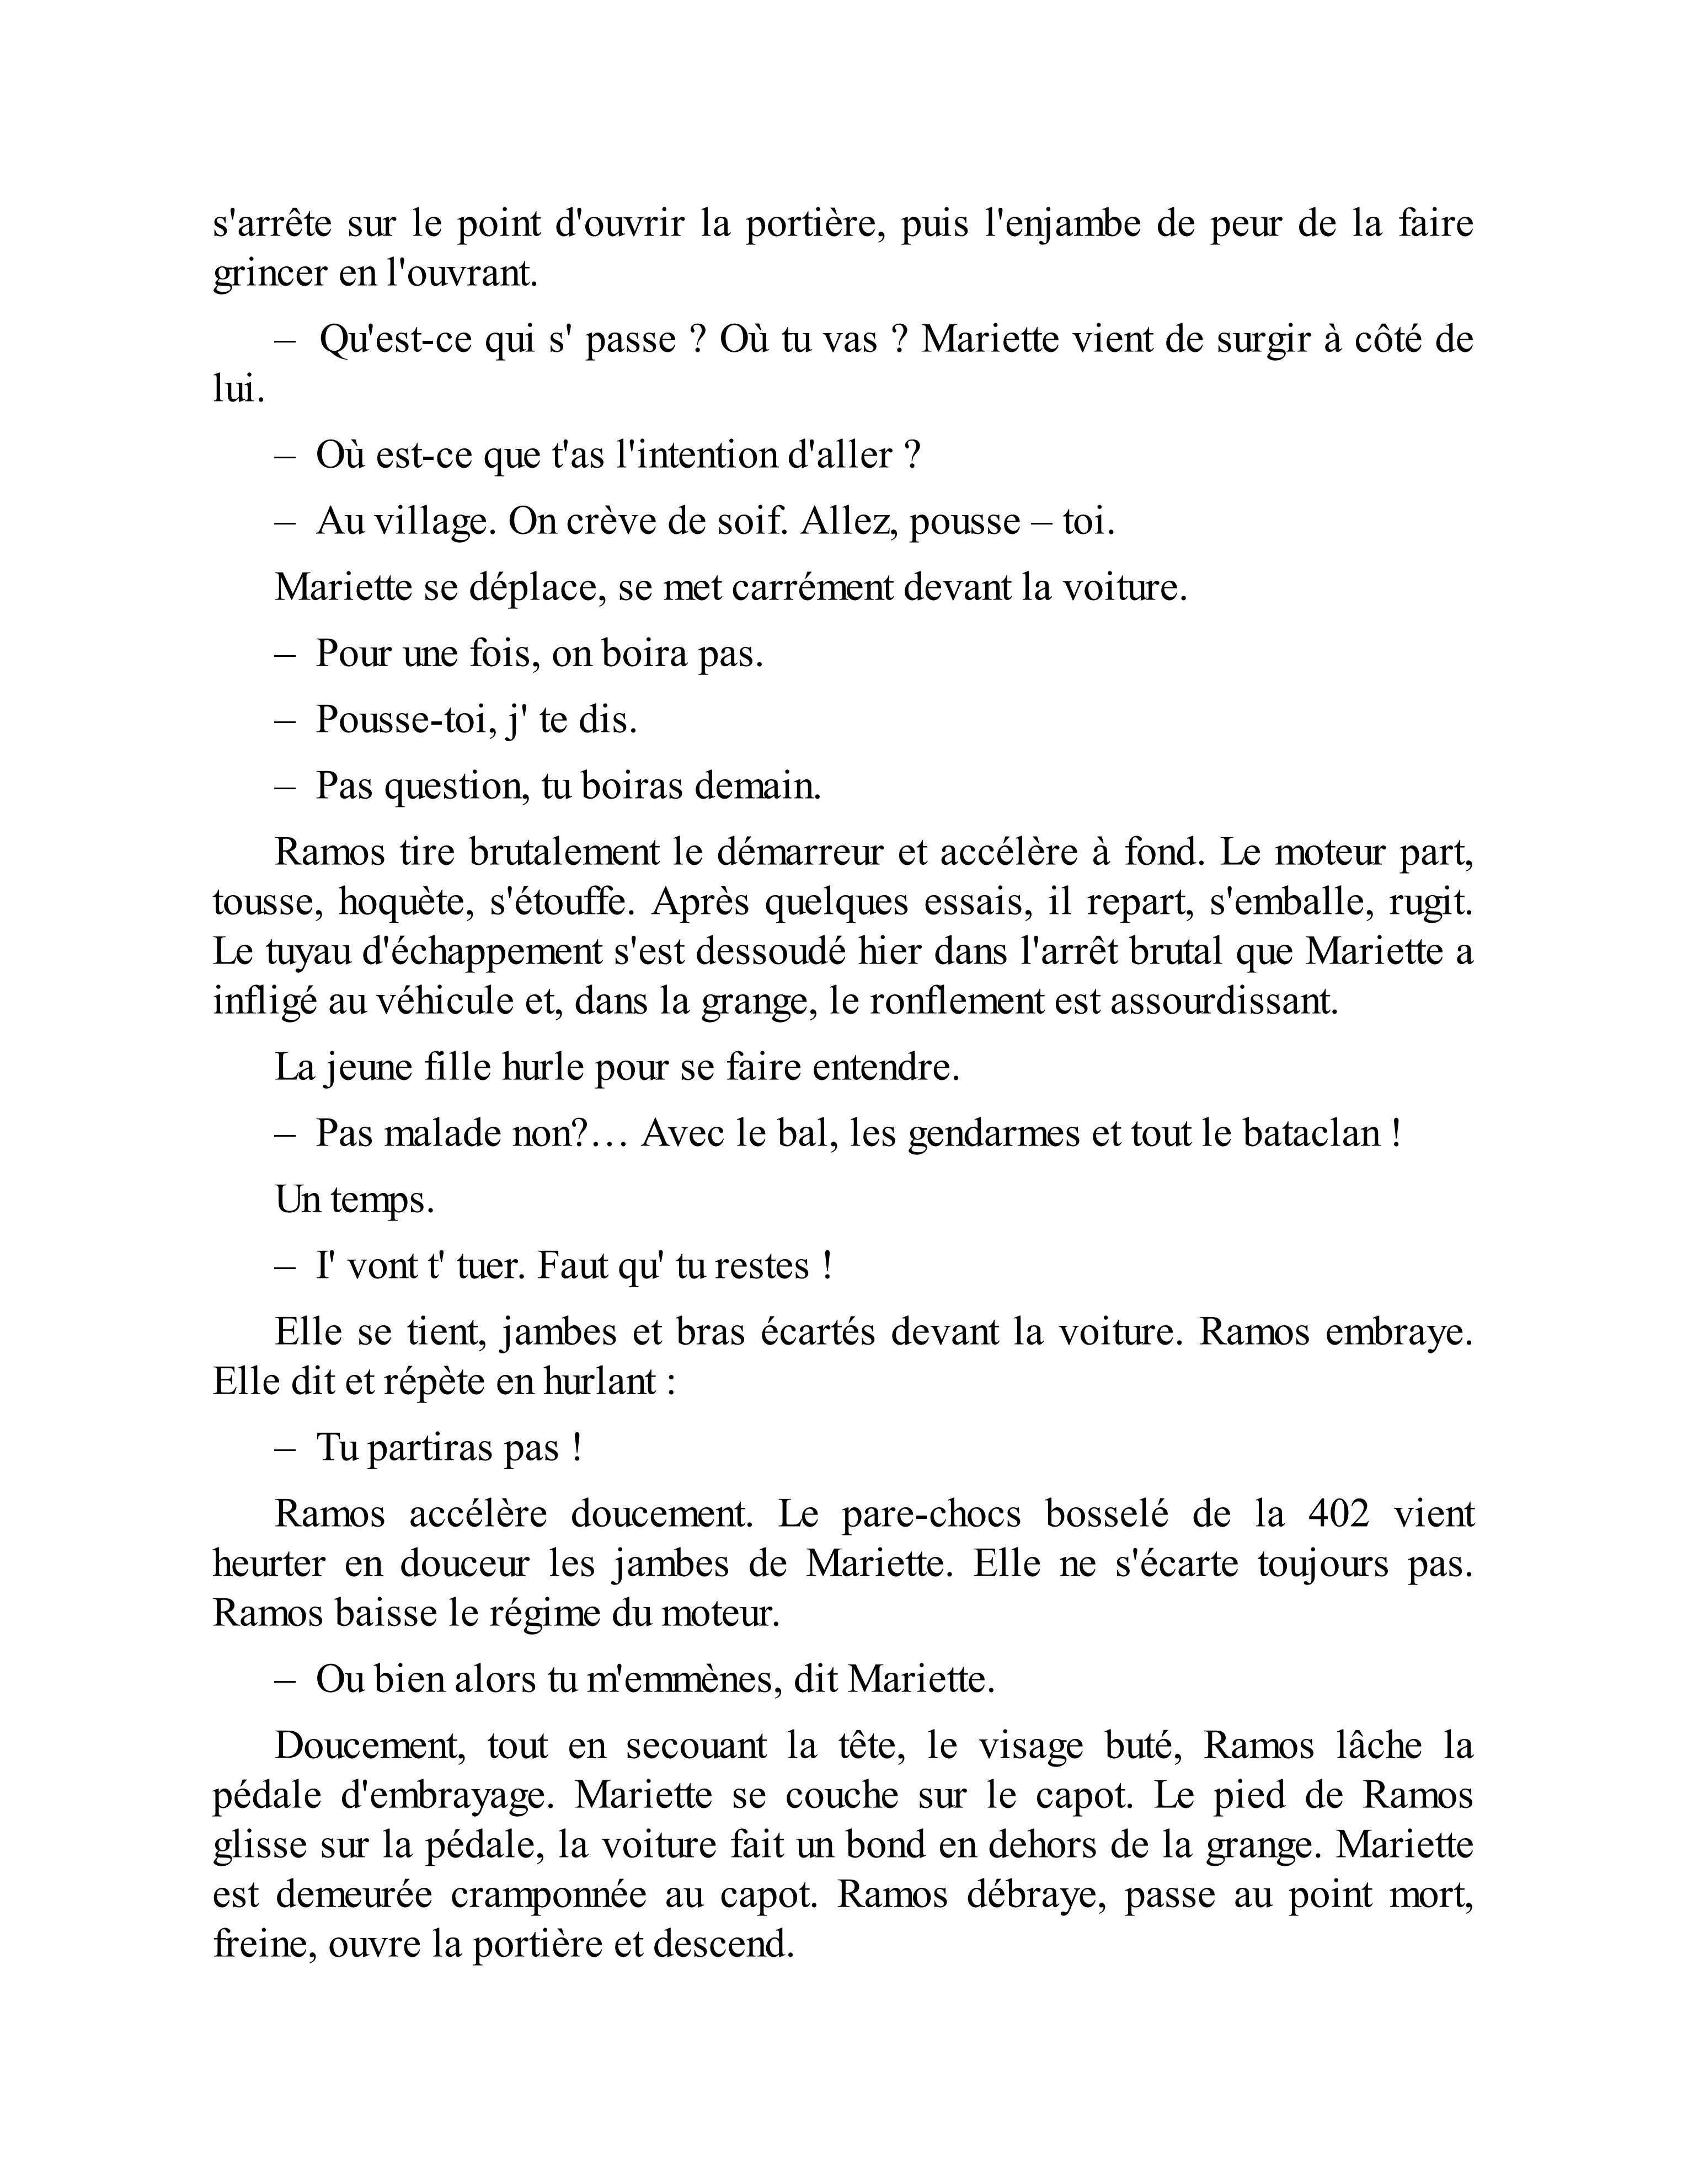 s'arrête sur le point d'ouvrir la portière, puis l'enjambe de peur de la faire
grincer en l'ouvrant.
– Qu'est-ce qui s' passe ? Où tu vas ? Mariette vient de surgir à côté de
lui.
– Où est-ce que t'as l'intention d'aller ?
– Au village. On crève de soif. Allez, pousse – toi.
Mariette se déplace, se met carrément devant la voiture.
– Pour une fois, on boira pas.
– Pousse-toi, j' te dis.
– Pas question, tu boiras demain.
Ramos tire brutalement le démarreur et accélère à fond. Le moteur part,
tousse, hoquète, s'étouffe. Après quelques essais, il repart, s'emballe, rugit.
Le tuyau d'échappement s'est dessoudé hier dans l'arrêt brutal que Mariette a
infligé au véhicule et, dans la grange, le ronflement est assourdissant.
La jeune fille hurle pour se faire entendre.
– Pas malade non?… Avec le bal, les gendarmes et tout le bataclan !
Un temps.
– I' vont t' tuer. Faut qu' tu restes !
Elle se tient, jambes et bras écartés devant la voiture. Ramos embraye.
Elle dit et répète en hurlant :
– Tu partiras pas !
Ramos accélère doucement. Le pare-chocs bosselé de la 402 vient
heurter en douceur les jambes de Mariette. Elle ne s'écarte toujours pas.
Ramos baisse le régime du moteur.
– Ou bien alors tu m'emmènes, dit Mariette.
Doucement, tout en secouant la tête, le visage buté, Ramos lâche la
pédale d'embrayage. Mariette se couche sur le capot. Le pied de Ramos
glisse sur la pédale, la voiture fait un bond en dehors de la grange. Mariette
est demeurée cramponnée au capot. Ramos débraye, passe au point mort,
freine, ouvre la portière et descend.